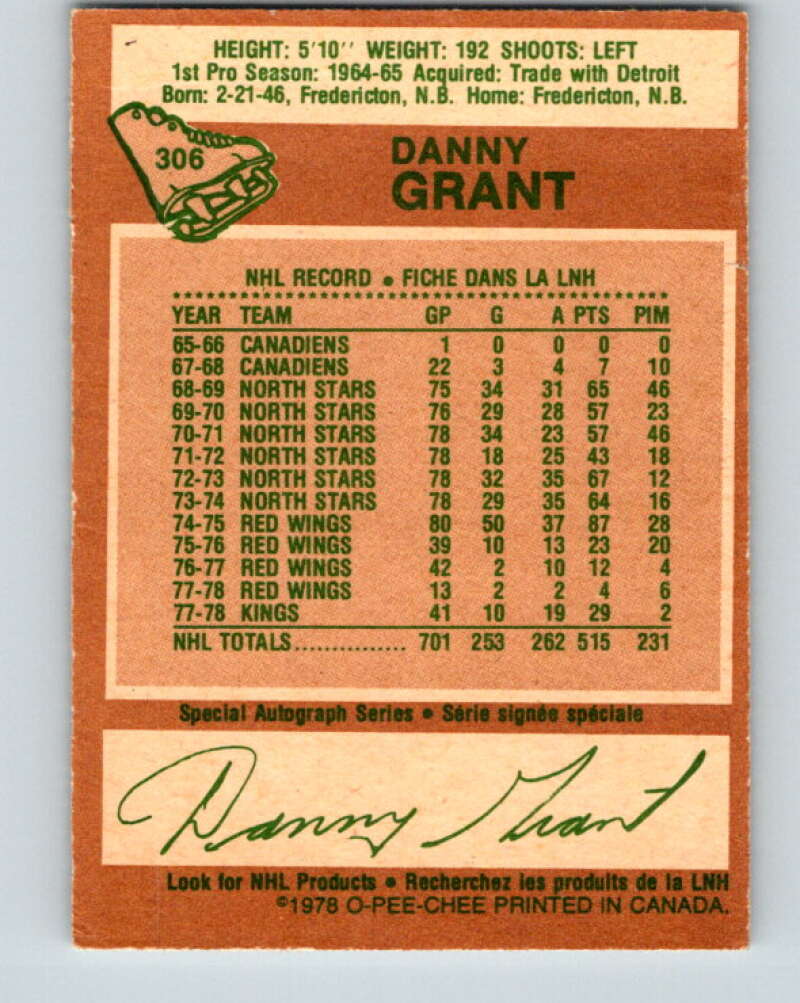 HEIGHT: 5'10'' WEIGHT: 192 SHOOTS: LEFT
1st Pro Season: 1964-65 Acquired: Trade with Detroit
Born: 2-21-46, Fredericton, N.B. Home: Fredericton, N.B.
306
DANNY
GRANT
NHL RECORD • FICHE DANS LA LNH
YEAR TEAM GP G A PTS PIM
65-66 CANADIENS 1 0 0 0 0
67-68 CANADIENS 22 3 4 7 10
68-69 NORTH STARS 75 34 31 65 46
69-70 NORTH STARS 76 29 28 57 23
70-71 NORTH STARS 78 34 23 57 46
71-72 NORTH STARS 78 18 25 43 18
72-73 NORTH STARS 78 32 35 67 12
73-74 NORTH STARS 78 29 35 64 16
74-75 RED WINGS 80 50 37 87 28
75-76 RED WINGS 39 10 13 23 20
76-77 RED WINGS 42 2 10 12 4
77-78 RED WINGS 13 2 2 4 6
77-78 KINGS 41 10 19 29 2
NHL TOTALS............... 701 253 262 515 231
Special Autograph Series • Série signée spéciale
Danny Grant
Look for NHL Products • Recherchez les produits de la LNH
©1978 O-PEE-CHEE PRINTED IN CANADA.